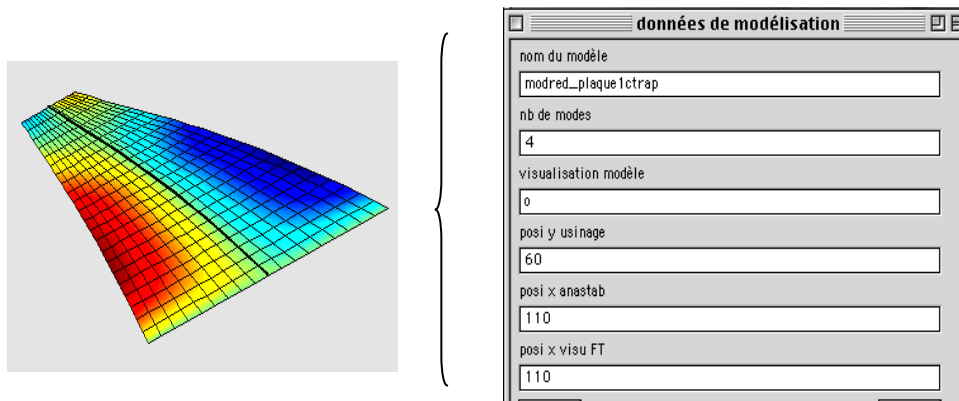 données de modélisation
nom du modèle
modred_plaque1ctrap
nb de modes
4
visualisation modèle
o
posi y usinage
60
posi x anastab
110
posi x visu FT
110